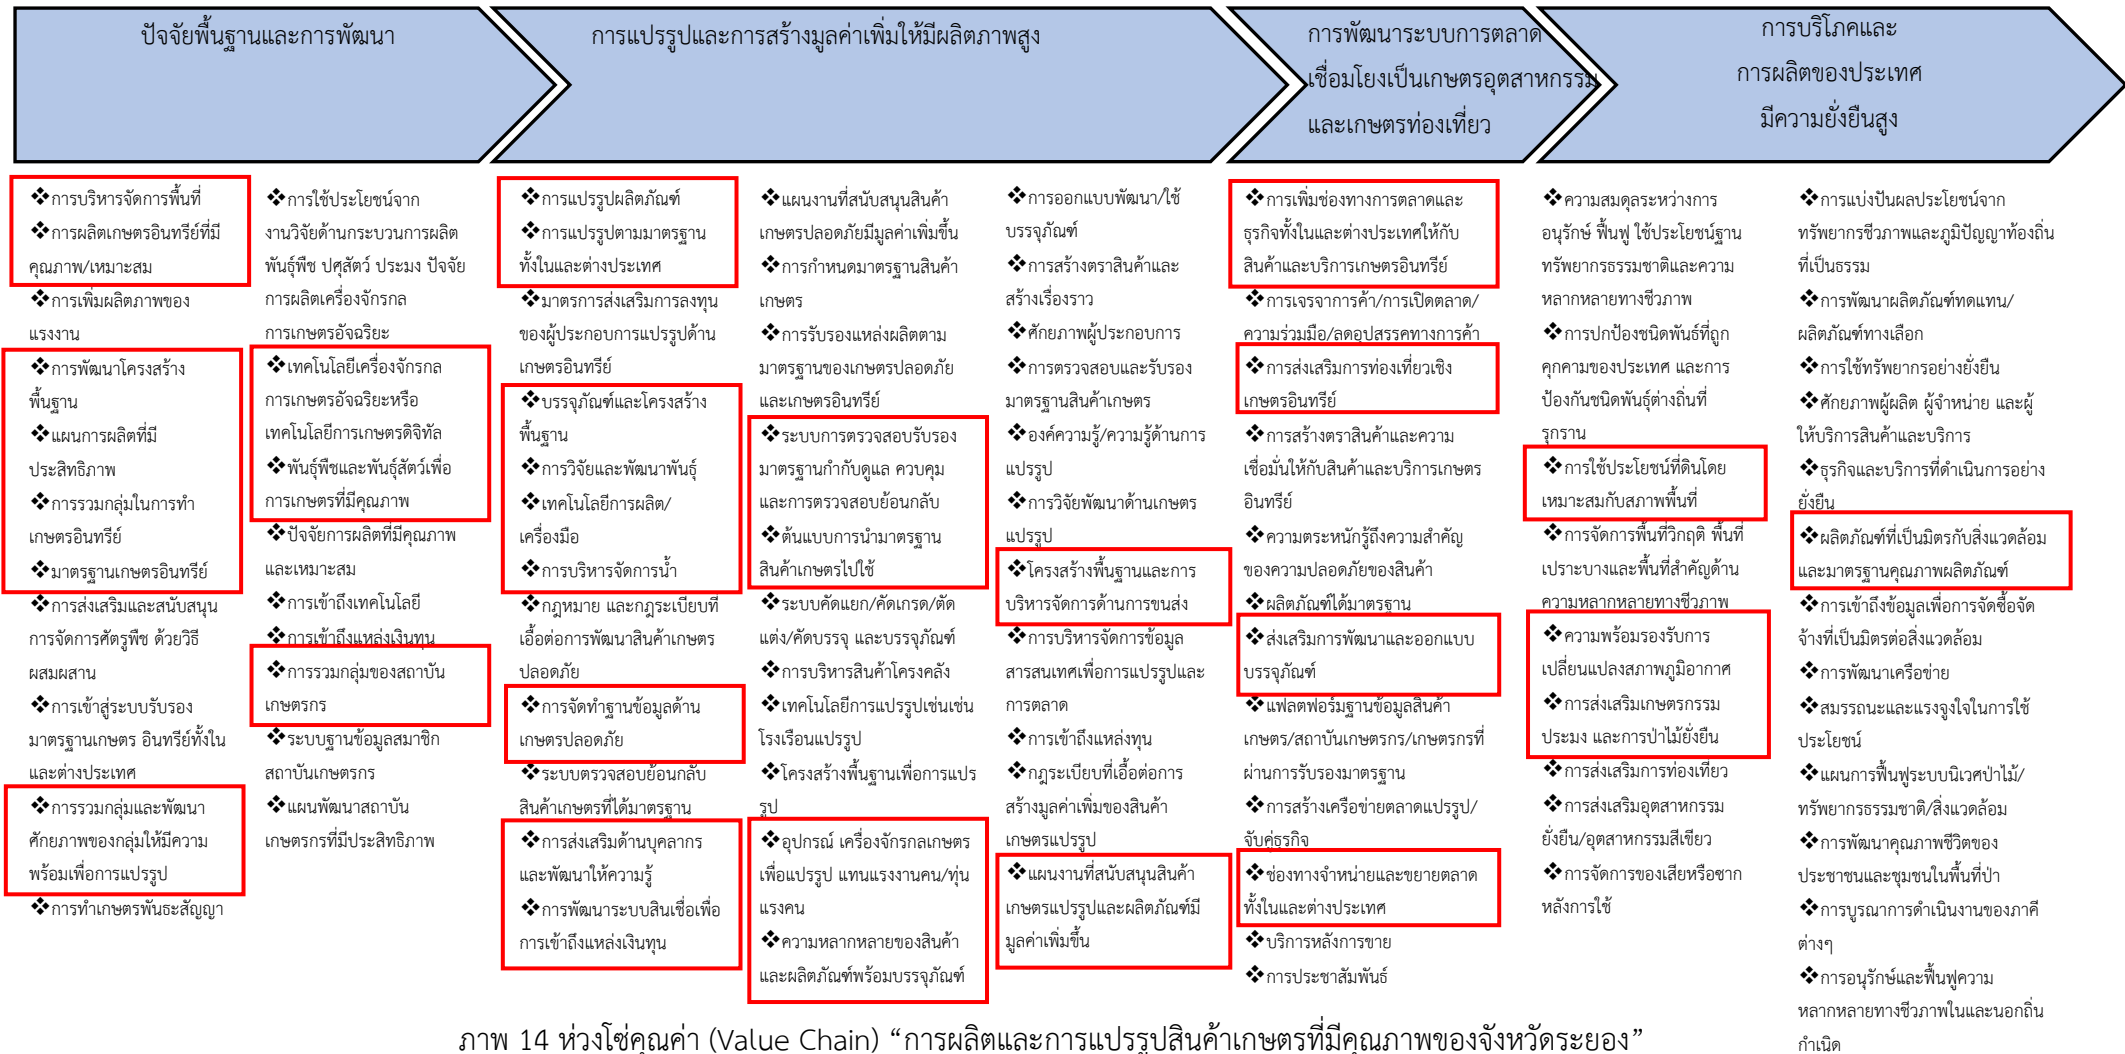 ปัจจัยพื้นฐานและการพัฒนา
การแปรรูปและการสร้างมูลค่าเพิ่มให้มีผลิตภาพสูง
การพัฒนาระบบการตลาด
เชื่อมโยงเป็นเกษตรอุตสาหกรรม
และเกษตรท่องเที่ยว
การบริโภคและ
การผลิตของประเทศ
มีความยั่งยืนสูง
❖การบริหารจัดการพื้นที่
❖การผลิตเกษตรอินทรีย์ที่มี
คุณภาพ/เหมาะสม
❖การเพิ่มผลิตภาพของ
แรงงาน
❖การพัฒนาโครงสร้าง
พื้นฐาน
❖แผนการผลิตที่มี
ประสิทธิภาพ
❖การรวมกลุ่มในการทำ
เกษตรอินทรีย์
❖มาตรฐานเกษตรอินทรีย์
❖การส่งเสริมและสนับสนุน
การจัดการศัตรูพืช ด้วยวิธี
ผสมผสาน
❖การเข้าสู่ระบบรับรอง
มาตรฐานเกษตร อินทรีย์ทั้งใน
และต่างประเทศ
❖การรวมกลุ่มและพัฒนา
ศักยภาพของกลุ่มให้มีความ
พร้อมเพื่อการแปรรูป
❖การทำเกษตรพันธะสัญญา
❖การใช้ประโยชน์จาก
งานวิจัยด้านกระบวนการผลิต
พันธุ์พืช ปศุสัตว์ ประมง ปัจจัย
การผลิตเครื่องจักรกล
การเกษตรอัจฉริยะ
❖เทคโนโลยีเครื่องจักรกล
การเกษตรอัจฉริยะหรือ
เทคโนโลยีการเกษตรดิจิทัล
❖พันธุ์พืชและพันธุ์สัตว์เพื่อ
การเกษตรที่มีคุณภาพ
❖ปัจจัยการผลิตที่มีคุณภาพ
และเหมาะสม
❖การเข้าถึงเทคโนโลยี
❖การเข้าถึงแหล่งเงินทุน
❖การรวมกลุ่มของสถาบัน
เกษตรกร
❖ระบบฐานข้อมูลสมาชิก
สถาบันเกษตรกร
❖แผนพัฒนาสถาบัน
เกษตรกรที่มีประสิทธิภาพ
❖การแปรรูปผลิตภัณฑ์
❖การแปรรูปตามมาตรฐาน
ทั้งในและต่างประเทศ
❖มาตรการส่งเสริมการลงทุน
ของผู้ประกอบการแปรรูปด้าน
เกษตรอินทรีย์
❖บรรจุภัณฑ์และโครงสร้าง
พื้นฐาน
❖การวิจัยและพัฒนาพันธุ์
❖เทคโนโลยีการผลิต/
เครื่องมือ
❖การบริหารจัดการน้ำ
❖กฎหมาย และกฎระเบียบที่
เอื้อต่อการพัฒนาสินค้าเกษตร
ปลอดภัย
❖การจัดทำฐานข้อมูลด้าน
เกษตรปลอดภัย
❖ระบบตรวจสอบย้อนกลับ
สินค้าเกษตรที่ได้มาตรฐาน
❖การส่งเสริมด้านบุคลากร
และพัฒนาให้ความรู้
❖การพัฒนาระบบสินเชื่อเพื่อ
การเข้าถึงแหล่งเงินทุน
❖แผนงานที่สนับสนุนสินค้า
เกษตรปลอดภัยมีมูลค่าเพิ่มขึ้น
❖การกำหนดมาตรฐานสินค้า
เกษตร
❖การรับรองแหล่งผลิตตาม
มาตรฐานของเกษตรปลอดภัย
และเกษตรอินทรีย์
❖ระบบการตรวจสอบรับรอง
มาตรฐานกำกับดูแล ควบคุม
และการตรวจสอบย้อนกลับ
❖ต้นแบบการนำมาตรฐาน
สินค้าเกษตรไปใช้
❖ระบบคัดแยก/คัดเกรด/ตัด
แต่ง/คัดบรรจุ และบรรจุภัณฑ์
❖การบริหารสินค้าโครงคลัง
❖เทคโนโลยีการแปรรูปเช่นเช่น
โรงเรือนแปรรูป
❖โครงสร้างพื้นฐานเพื่อการแปร
รูป
❖อุปกรณ์ เครื่องจักรกลเกษตร
เพื่อแปรรูป แทนแรงงานคน/ทุ่น
แรงคน
❖ความหลากหลายของสินค้า
และผลิตภัณฑ์พร้อมบรรจุภัณฑ์
❖การออกแบบพัฒนา/ใช้
บรรจุภัณฑ์
❖การสร้างตราสินค้าและ
สร้างเรื่องราว
❖ศักยภาพผู้ประกอบการ
❖การตรวจสอบและรับรอง
มาตรฐานสินค้าเกษตร
❖องค์ความรู้/ความรู้ด้านการ
แปรรูป
❖การวิจัยพัฒนาด้านเกษตร
แปรรูป
❖โครงสร้างพื้นฐานและการ
บริหารจัดการด้านการขนส่ง
❖การบริหารจัดการข้อมูล
สารสนเทศเพื่อการแปรรูปและ
การตลาด
❖การเข้าถึงแหล่งทุน
❖กฎระเบียบที่เอื้อต่อการ
สร้างมูลค่าเพิ่มของสินค้า
เกษตรแปรรูป
❖แผนงานที่สนับสนุนสินค้า
เกษตรแปรรูปและผลิตภัณฑ์มี
มูลค่าเพิ่มขึ้น
❖การเพิ่มช่องทางการตลาดและ
ธุรกิจทั้งในและต่างประเทศให้กับ
สินค้าและบริการเกษตรอินทรีย์
❖การเจรจาการค้า/การเปิดตลาด/
ความร่วมมือ/ลดอุปสรรคทางการค้า
❖การส่งเสริมการท่องเที่ยวเชิง
เกษตรอินทรีย์
❖การสร้างตราสินค้าและความ
เชื่อมั่นให้กับสินค้าและบริการเกษตร
อินทรีย์
❖ความตระหนักรู้ถึงความสำคัญ
ของความปลอดภัยของสินค้า
❖ผลิตภัณฑ์ได้มาตรฐาน
❖ส่งเสริมการพัฒนาและออกแบบ
บรรจุภัณฑ์
❖แพลตฟอร์มฐานข้อมูลสินค้า
เกษตร/สถาบันเกษตรกร/เกษตรกรที่
ผ่านการรับรองมาตรฐาน
❖การสร้างเครือข่ายตลาดแปรรูป/
จับคู่ธุรกิจ
❖ช่องทางจำหน่ายและขยายตลาด
ทั้งในและต่างประเทศ
❖บริการหลังการขาย
❖การประชาสัมพันธ์
❖ความสมดุลระหว่างการ
อนุรักษ์ ฟื้นฟู ใช้ประโยชน์ฐาน
ทรัพยากรธรรมชาติและความ
หลากหลายทางชีวภาพ
❖การปกป้องชนิดพันธ์ที่ถูก
คุกคามของประเทศ และการ
ป้องกันชนิดพันธุ์ต่างถิ่นที่
รุกราน
❖การใช้ประโยชน์ที่ดินโดย
เหมาะสมกับสภาพพื้นที่
❖การจัดการพื้นที่วิกฤติ พื้นที่
เปราะบางและพื้นที่สำคัญด้าน
ความหลากหลายทางชีวภาพ
❖ความพร้อมรองรับการ
เปลี่ยนแปลงสภาพภูมิอากาศ
❖การส่งเสริมเกษตรกรรม
ประมง และการป่าไม้ยั่งยืน
❖การส่งเสริมการท่องเที่ยว
❖การส่งเสริมอุตสาหกรรม
ยั่งยืน/อุตสาหกรรมสีเขียว
❖การจัดการของเสียหรือซาก
หลังการใช้
❖การแบ่งปันผลประโยชน์จาก
ทรัพยากรชีวภาพและภูมิปัญญาท้องถิ่น
ที่เป็นธรรม
❖การพัฒนาผลิตภัณฑ์ทดแทน/
ผลิตภัณฑ์ทางเลือก
❖การใช้ทรัพยากรอย่างยั่งยืน
❖ศักยภาพผู้ผลิต ผู้จำหน่าย และผู้
ให้บริการสินค้าและบริการ
❖ธุรกิจและบริการที่ดำเนินการอย่าง
ยั่งยืน
❖ผลิตภัณฑ์ที่เป็นมิตรกับสิ่งแวดล้อม
และมาตรฐานคุณภาพผลิตภัณฑ์
❖การเข้าถึงข้อมูลเพื่อการจัดซื้อจัด
จ้างที่เป็นมิตรต่อสิ่งแวดล้อม
❖การพัฒนาเครือข่าย
❖สมรรถนะและแรงจูงใจในการใช้
ประโยชน์
❖แผนการฟื้นฟูระบบนิเวศป่าไม้/
ทรัพยากรธรรมชาติ/สิ่งแวดล้อม
❖การพัฒนาคุณภาพชีวิตของ
ประชาชนและชุมชนในพื้นที่ป่า
❖การบูรณาการดำเนินงานของภาคี
ต่างๆ
❖การอนุรักษ์และฟื้นฟูความ
หลากหลายทางชีวภาพในและนอกถิ่น
กำเนิด
ภาพ 14 ห่วงโซ่คุณค่า (Value Chain) “การผลิตและการแปรรูปสินค้าเกษตรที่มีคุณภาพของจังหวัดระยอง”